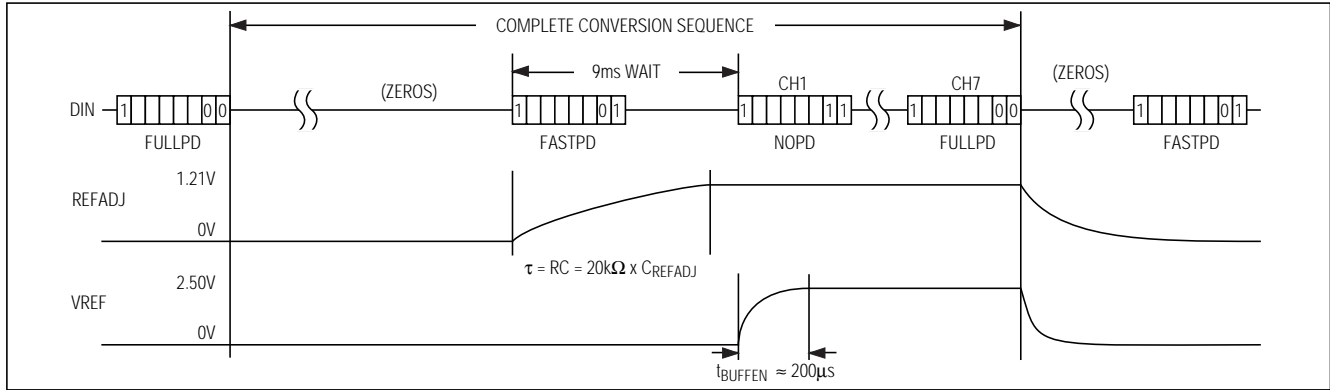 COMPLETE CONVERSION SEQUENCE
9ms WAIT
(ZEROS)
CH1
CH7
(ZEROS)
DIN
1 0 0
1 0 1
1 1 1
1 0 0
1 0 1
FULLPD
FASTPD
NOPD
FULLPD
FASTPD
1.21V
REFADJ
0V
τ = RC = 20kΩ x CREFADJ
2.50V
VREF
0V
tBUFFEN ≈ 200µs